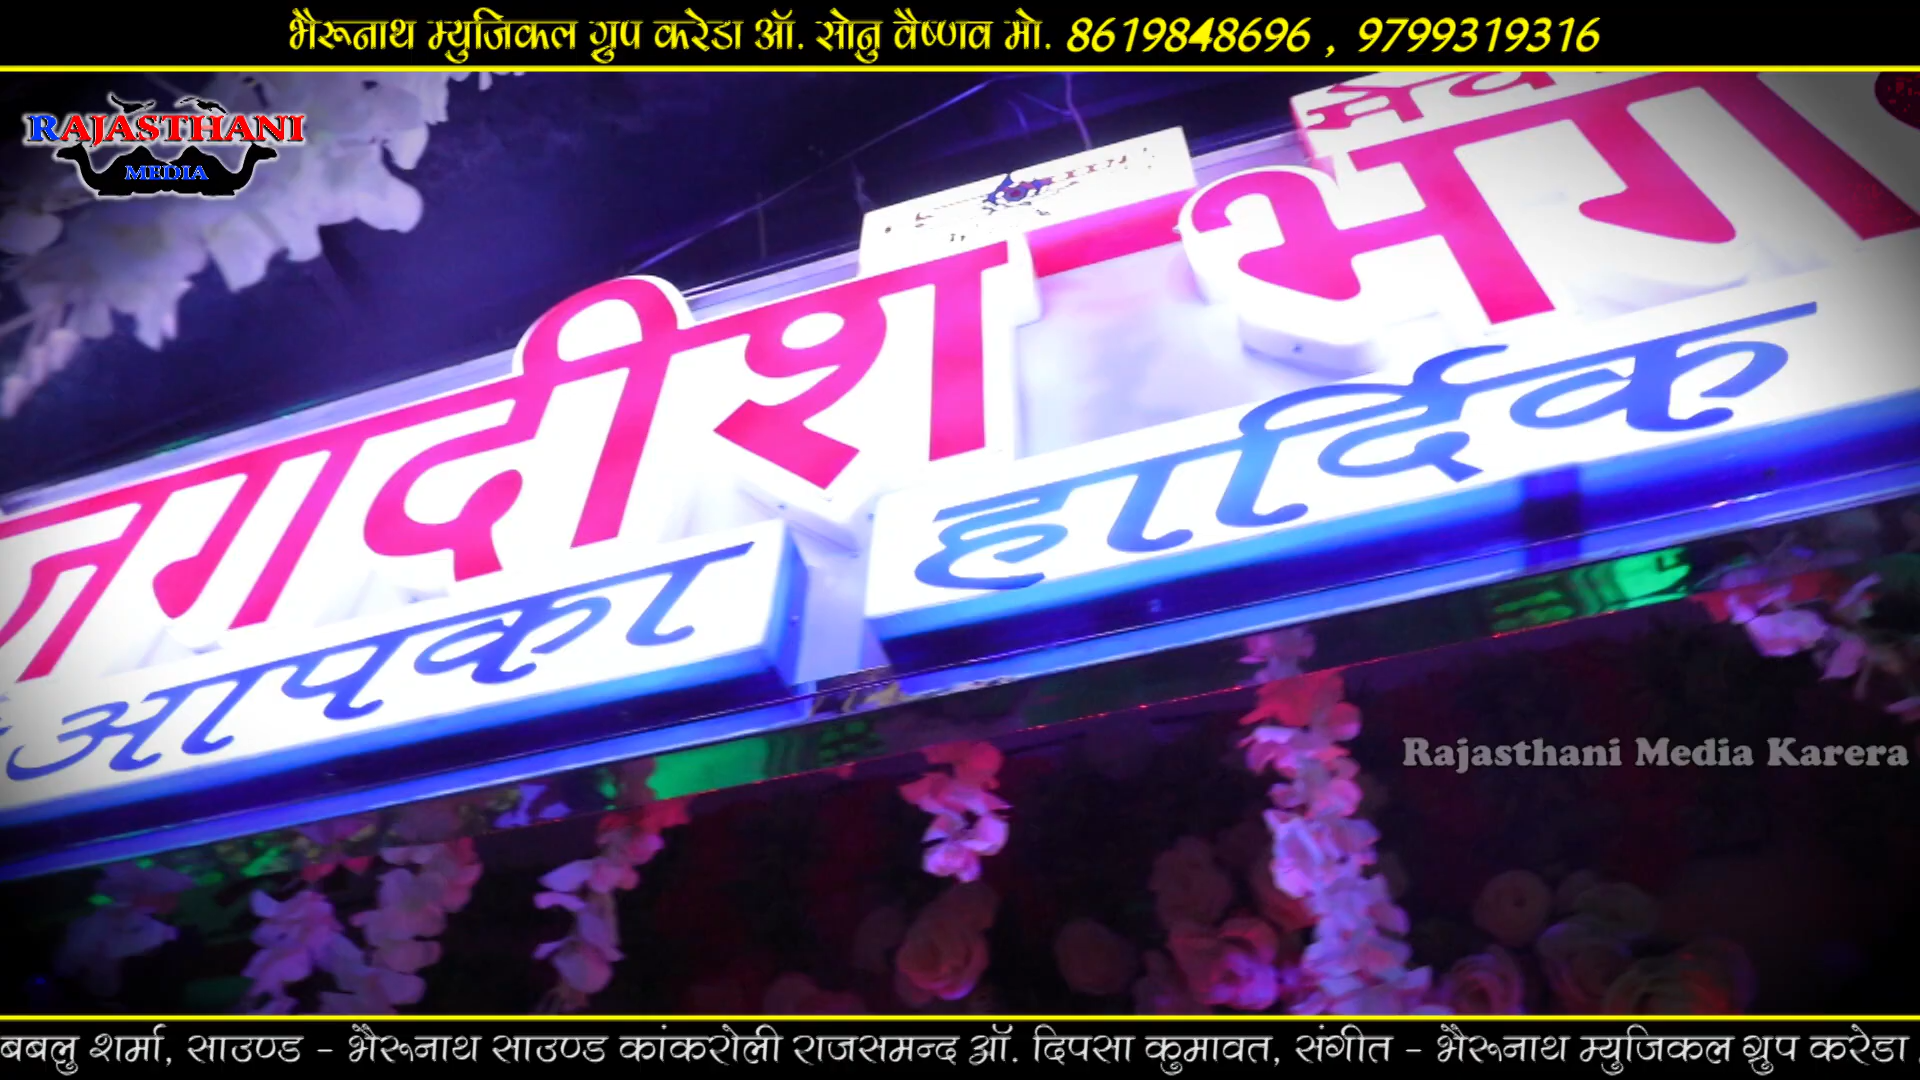 भैरूनाथ म्युजिकल ग्रुप करेडा ऑ. सोनु वैष्णव मो. 8619848696 , 9799319316
RAJASTHANI
MEDIA
जगदीश भग
आपका हार्दिक
Rajasthani Media Karera
बबलु शर्मा, साउण्ड - भैरूनाथ साउण्ड कांकरोली राजसमन्द ऑ. दिपसा कुमावत, संगीत - भैरूनाथ म्युजिकल ग्रुप करेडा